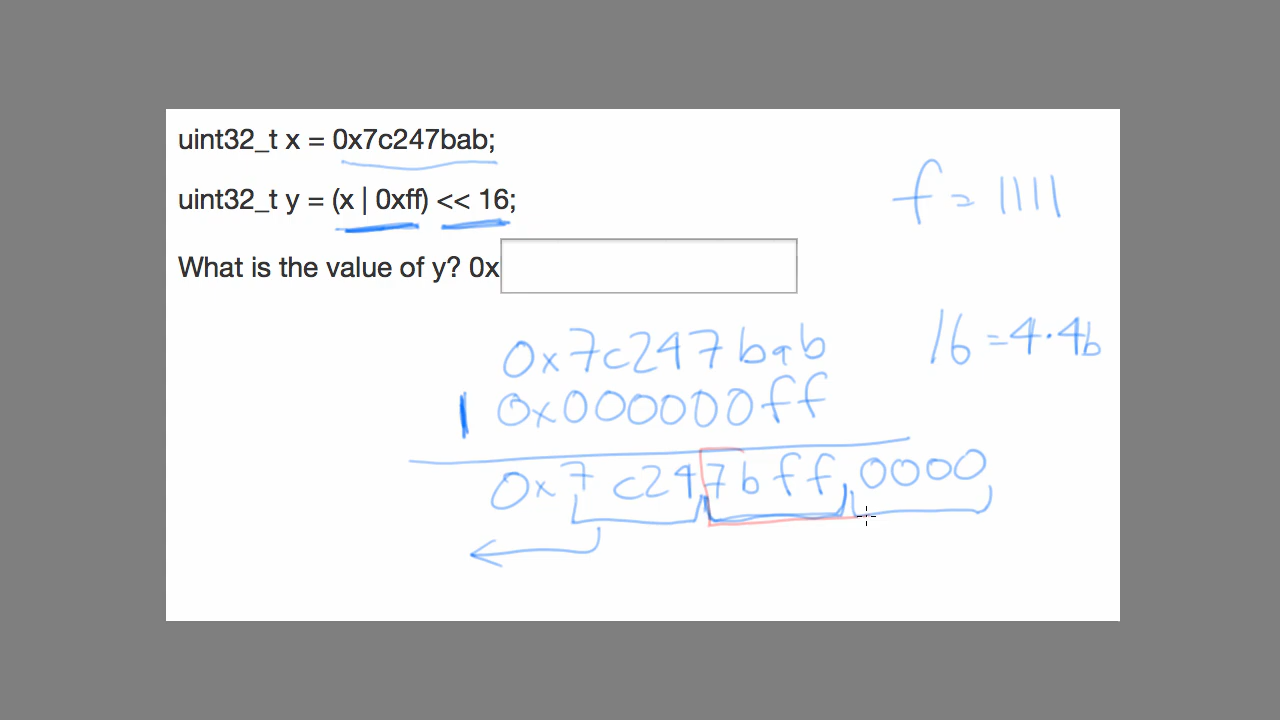 uint32_t x = 0x7c247bab;
uint32_t y = (x | 0xff) << 16;
f = 1111
What is the value of y? 0x
0x7c247bab
16 = 4·4b
| 0x000000ff
0x7c247bff0000